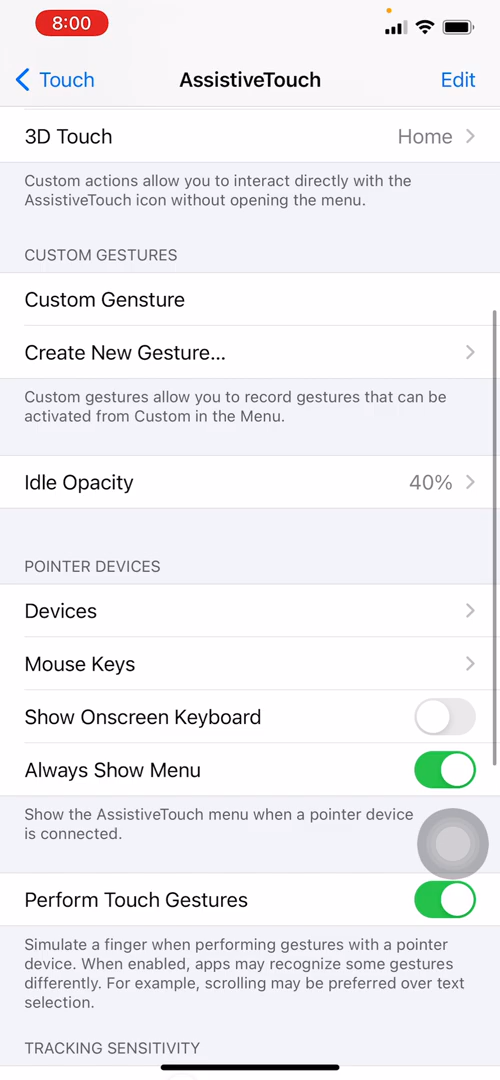 8:00
Touch
AssistiveTouch
Edit
3D Touch
Home
Custom actions allow you to interact directly with the
AssistiveTouch icon without opening the menu.
CUSTOM GESTURES
Custom Gensture
Create New Gesture...
Custom gestures allow you to record gestures that can be
activated from Custom in the Menu.
Idle Opacity
40%
POINTER DEVICES
Devices
Mouse Keys
Show Onscreen Keyboard
Always Show Menu
Show the AssistiveTouch menu when a pointer device
is connected.
Perform Touch Gestures
Simulate a finger when performing gestures with a pointer
device. When enabled, apps may recognize some gestures
differently. For example, scrolling may be preferred over text
selection.
TRACKING SENSITIVITY